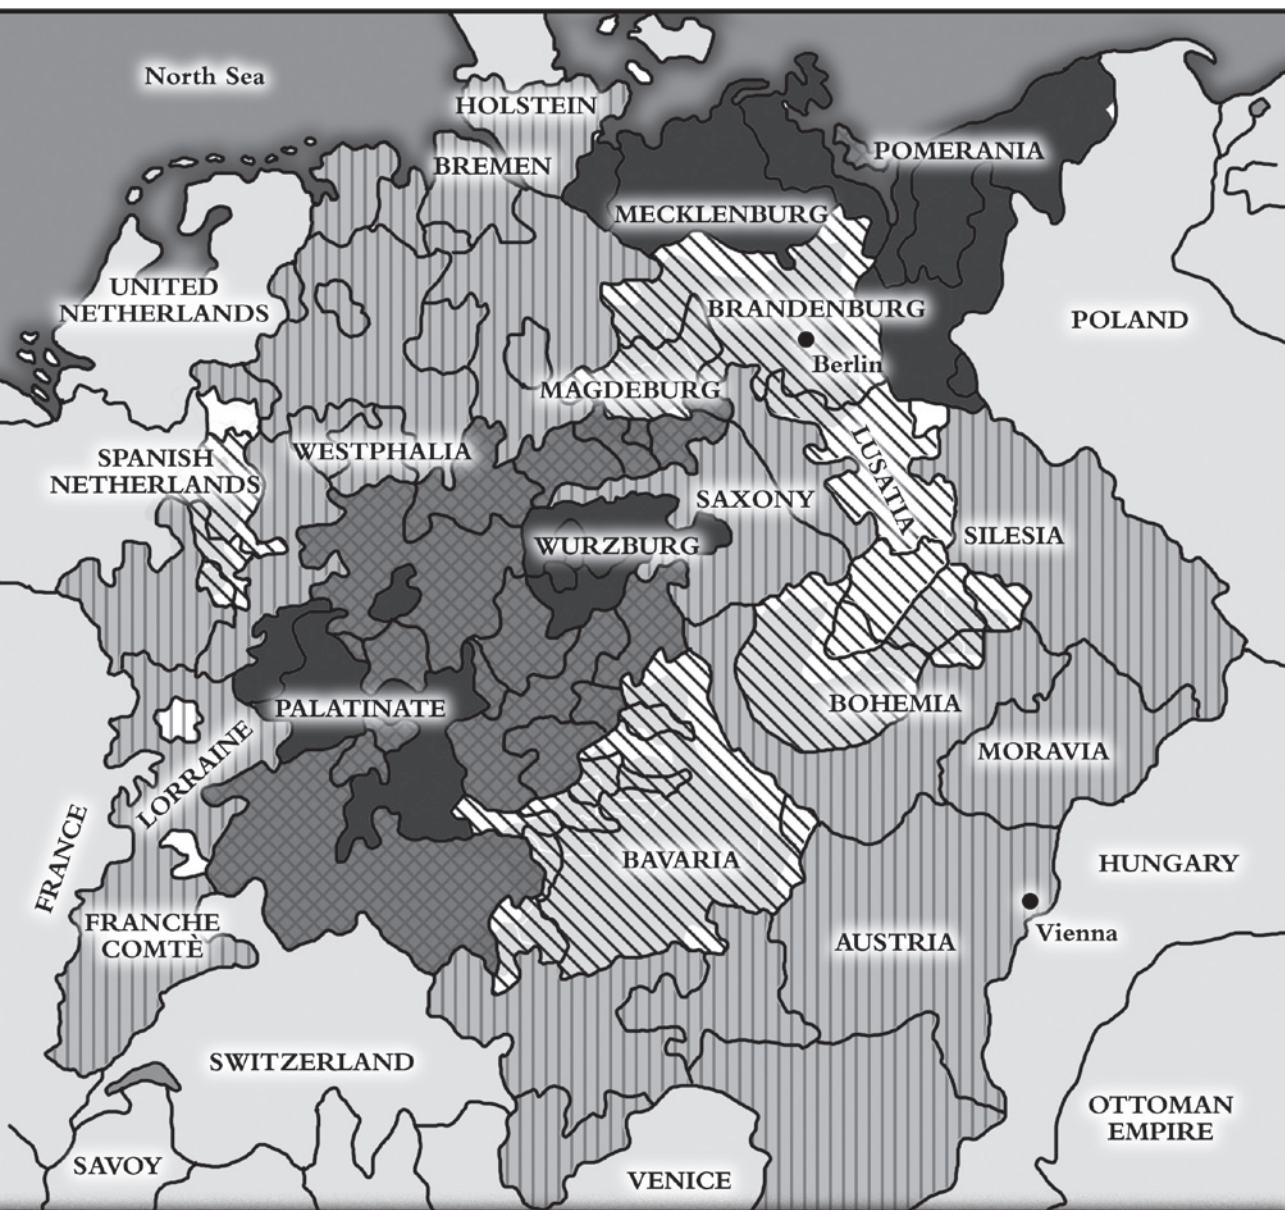 North Sea
HOLSTEIN
BREMEN
POMERANIA
MECKLENBURG
UNITED
NETHERLANDS
BRANDENBURG
POLAND
Berlin
MAGDEBURG
WESTPHALIA
SPANISH
NETHERLANDS
LUSATIA
SAXONY
SILESIA
WURZBURG
PALATINATE
BOHEMIA
MORAVIA
LORRAINE
FRANCE
BAVARIA
HUNGARY
FRANCHE
COMTÈ
AUSTRIA
Vienna
SWITZERLAND
OTTOMAN
EMPIRE
SAVOY
VENICE